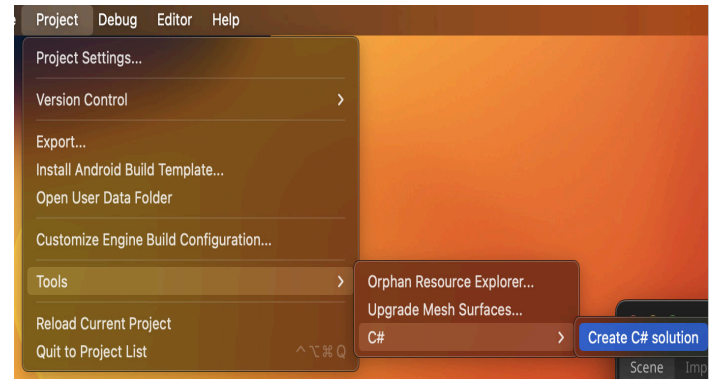 Project Debug Editor Help
Project Settings...
Version Control
Export...
Install Android Build Template...
Open User Data Folder
Customize Engine Build Configuration...
Tools
Reload Current Project
Quit to Project List ^⌥⌘Q
Orphan Resource Explorer...
Upgrade Mesh Surfaces...
C#
Create C# solution
Scene Imp